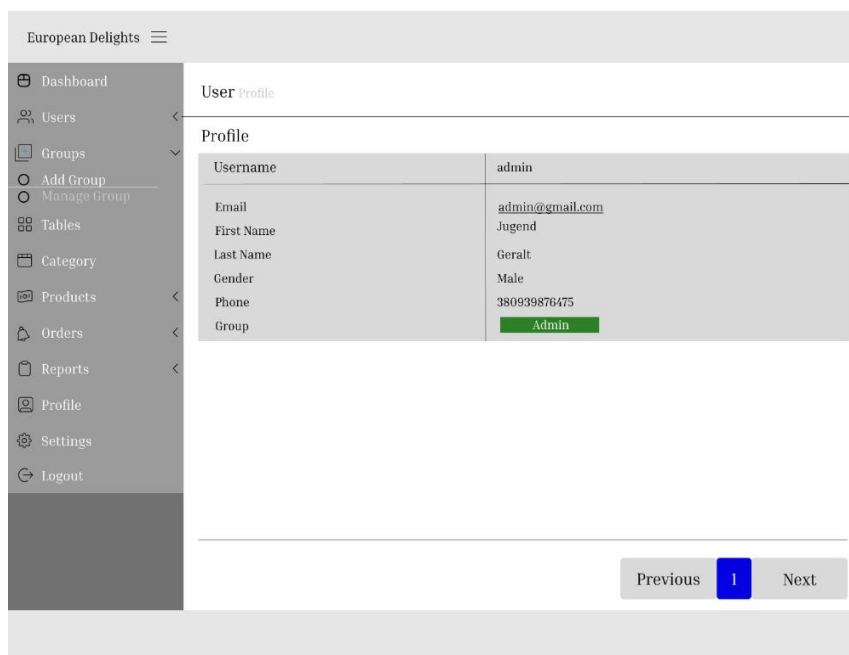 European Delights
Dashboard
Users
Groups
Add Group
Manage Group
Tables
Category
Products
Orders
Reports
Profile
Settings
Logout
User Profile
Profile
Username admin
Email admin@gmail.com
First Name Jugend
Last Name Geralt
Gender Male
Phone 380939876475
Group Admin
Previous 1 Next